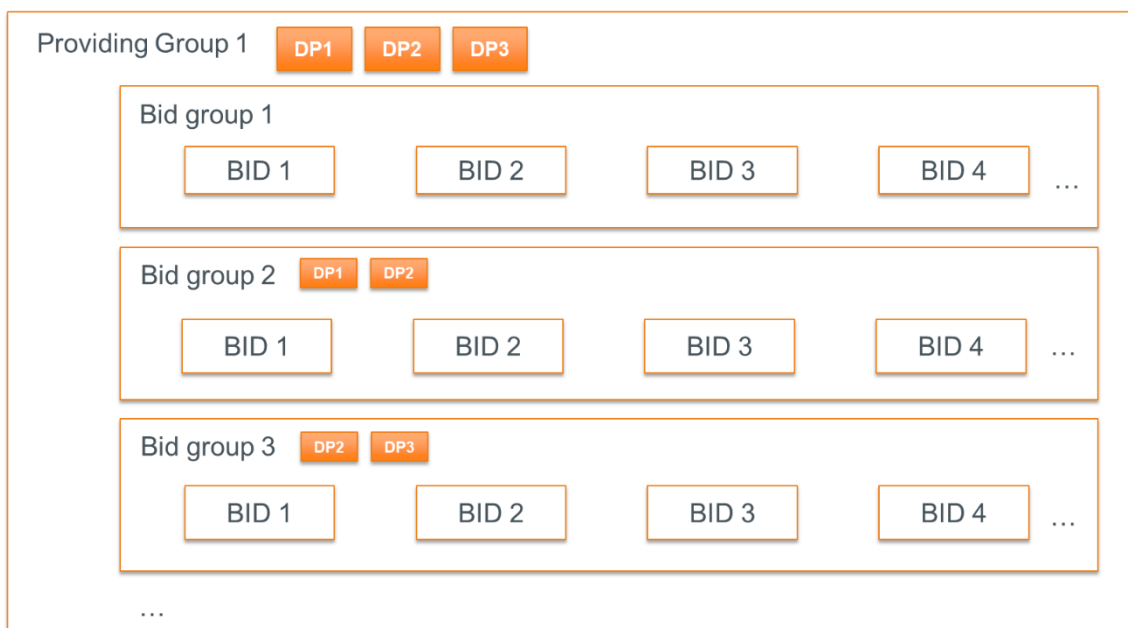 Providing Group 1 DP1 DP2 DP3
Bid group 1
BID 1 BID 2 BID 3 BID 4 ...
Bid group 2 DP1 DP2
BID 1 BID 2 BID 3 BID 4 ...
Bid group 3 DP2 DP3
BID 1 BID 2 BID 3 BID 4 ...
...